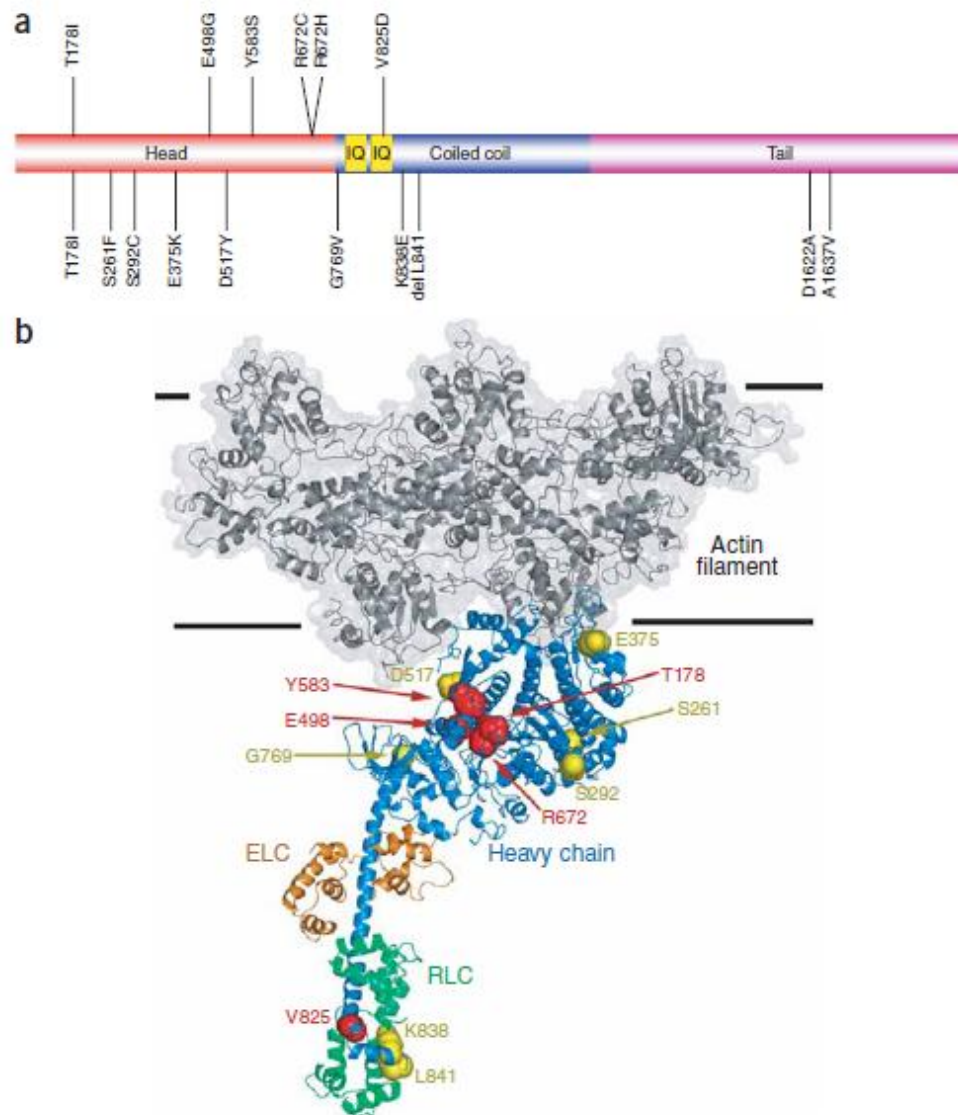 a
T178I
E498G
Y583S
R672C
R672H
V825D
Head
IQ
IQ
Coiled coil
Tail
T178I
S261F
S292C
E375K
D517Y
G769V
K838E
del L841
D1622A
A1637V
b
Actin
filament
E375
D517
Y583
T178
E498
S261
G769
S292
R672
ELC
Heavy chain
RLC
V825
K838
L841